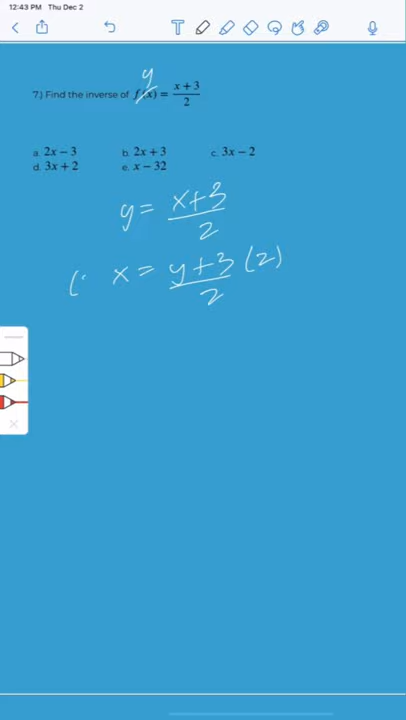 12:43 PM Thu Dec 2
y
7.) Find the inverse of f(x) = x + 3 / 2
a. 2x − 3 b. 2x + 3 c. 3x − 2
d. 3x + 2 e. x − 32
y = x+3 / 2
( x = y+3 / 2 (2)